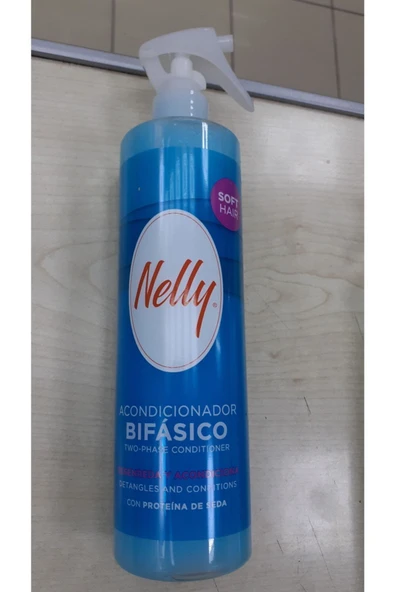 SOFT
HAIR
Nelly
ACONDICIONADOR
BIFÁSICO
TWO-PHASE CONDITIONER
Y
DETANGLES AND CONDITIONS
CON PROTEÍNA DE SEDA